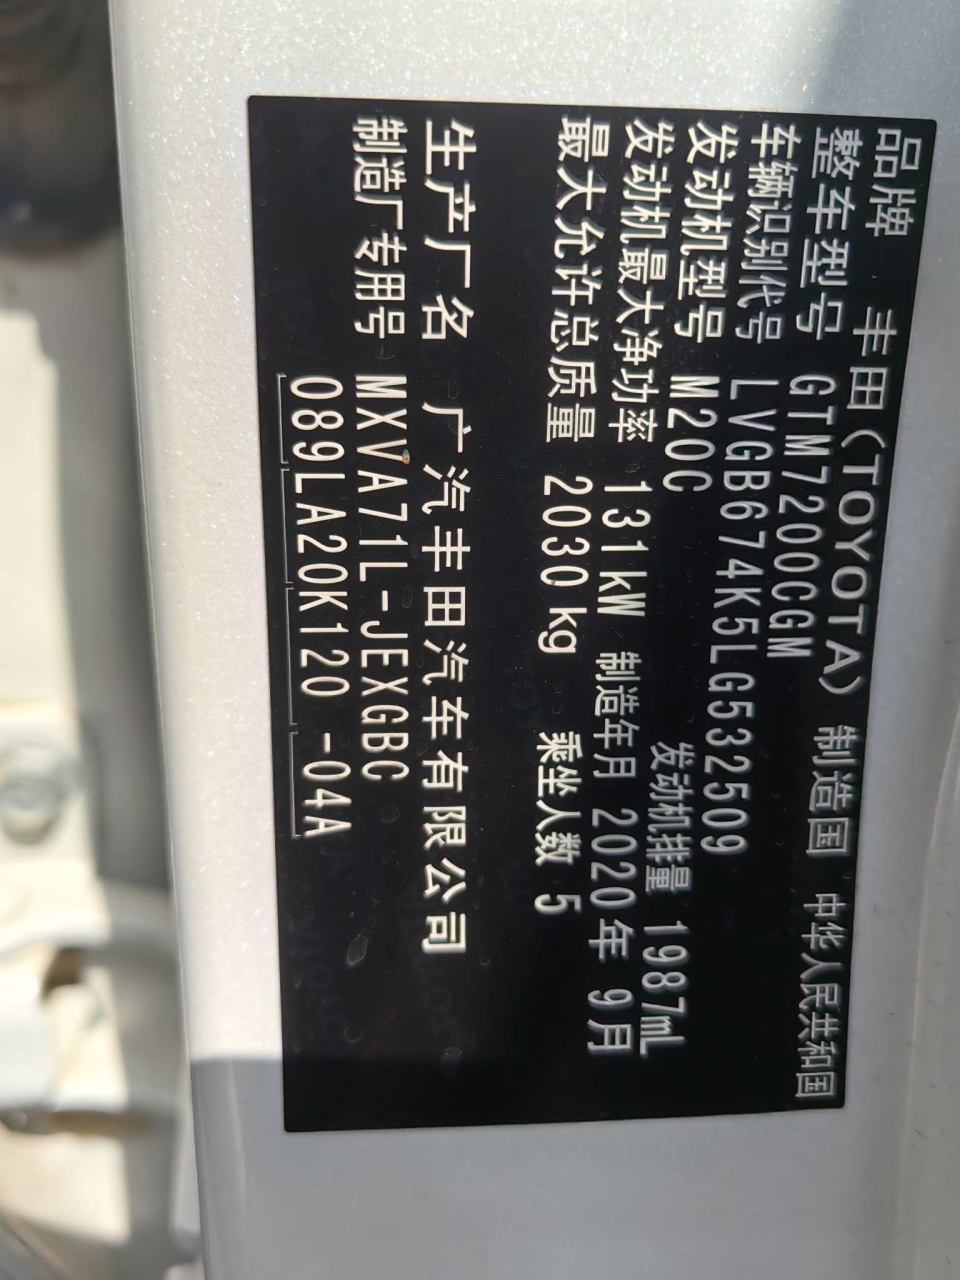 品牌 丰田(TOYOTA) 制造国 中华人民共和国
整车型号 GTM7200CGM
车辆识别代号 LVGB674K5LG532509
发动机型号 M20C 发动机排量 1987mL
发动机最大净功率 131kW 制造年月 2020年 9月
最大允许总质量 2030kg 乘坐人数 5
生产厂名 广汽丰田汽车有限公司
制造厂专用号 MXVA71L-JEXGBC
089LA20K120-04A